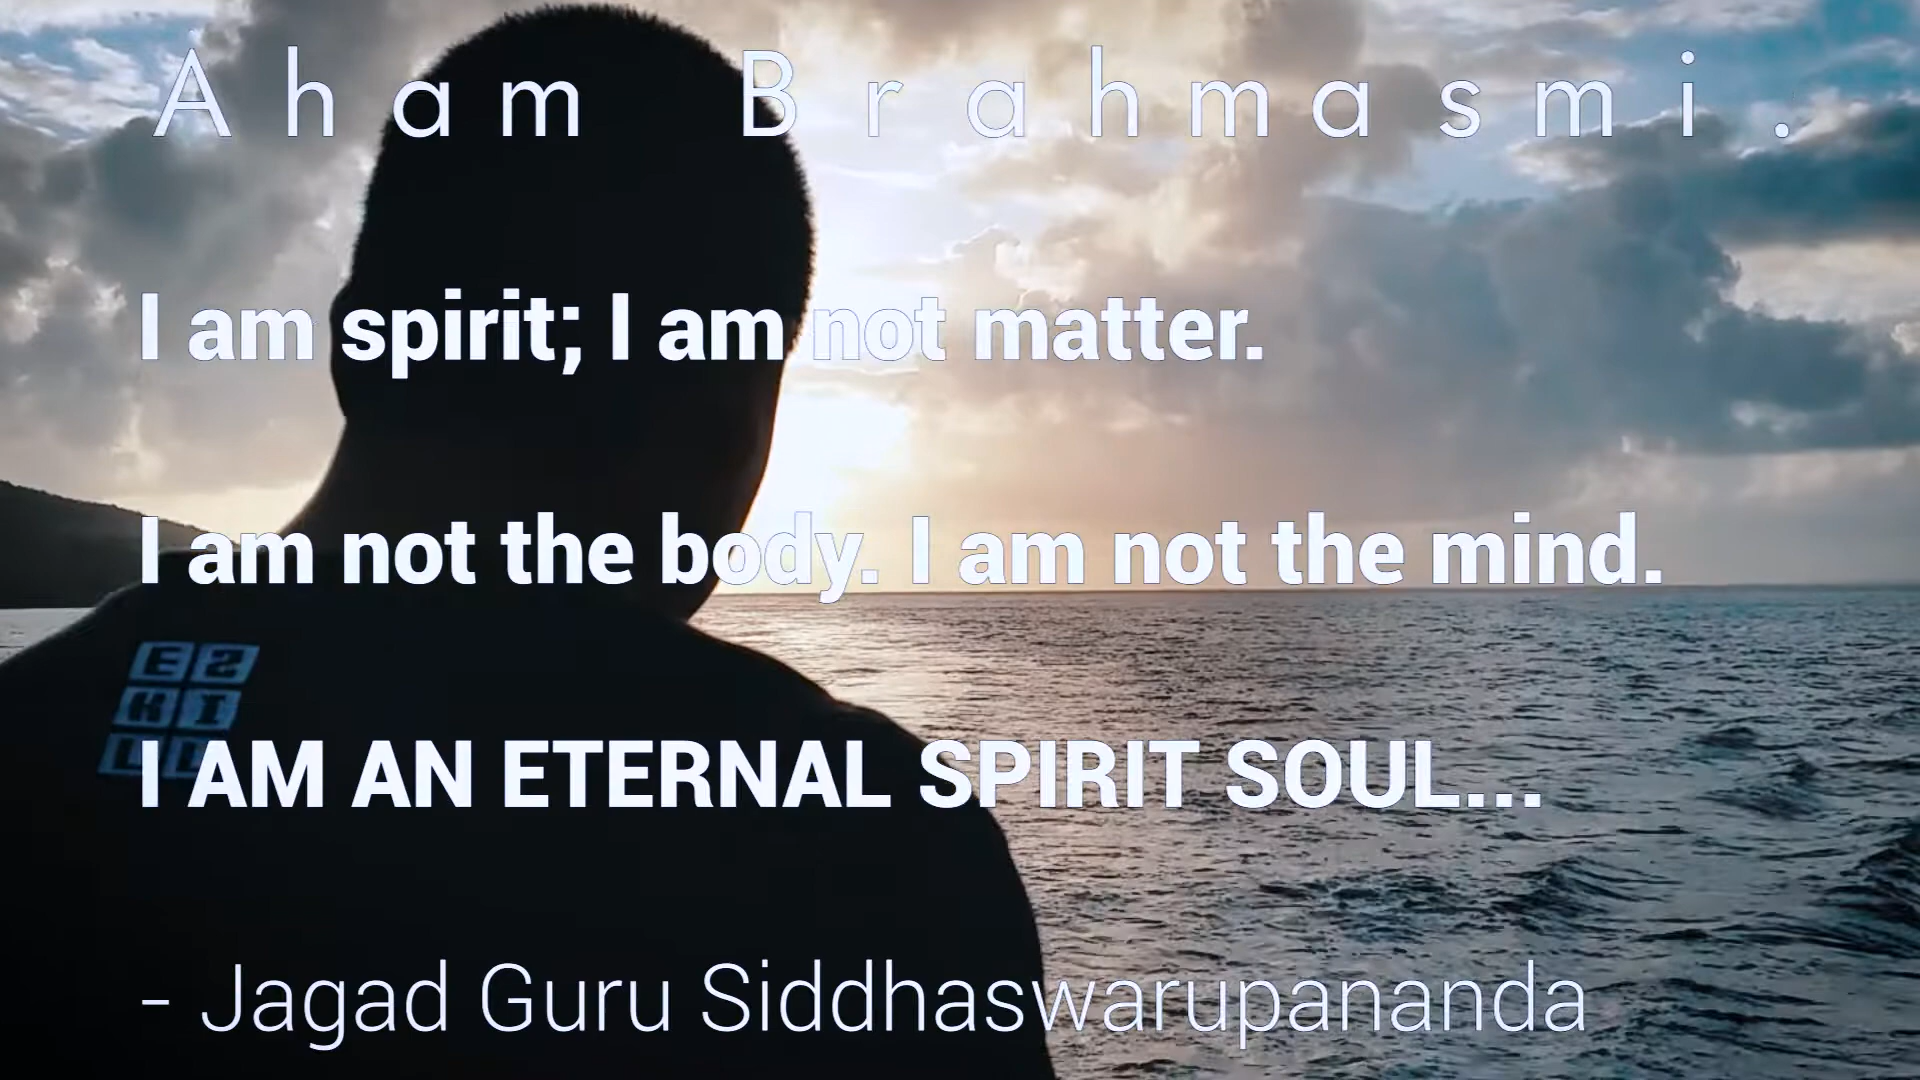 Aham Brahmasmi.
I am spirit; I am not matter.
I am not the body. I am not the mind.
I AM AN ETERNAL SPIRIT SOUL...
- Jagad Guru Siddhaswarupananda